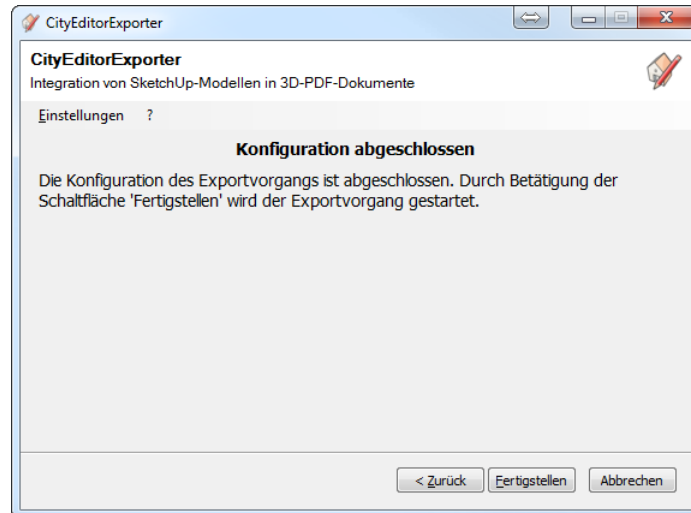 CityEditorExporter
CityEditorExporter
Integration von SketchUp-Modellen in 3D-PDF-Dokumente
Einstellungen ?
Konfiguration abgeschlossen
Die Konfiguration des Exportvorgangs ist abgeschlossen. Durch Betätigung der
Schaltfläche 'Fertigstellen' wird der Exportvorgang gestartet.
< Zurück Fertigstellen Abbrechen